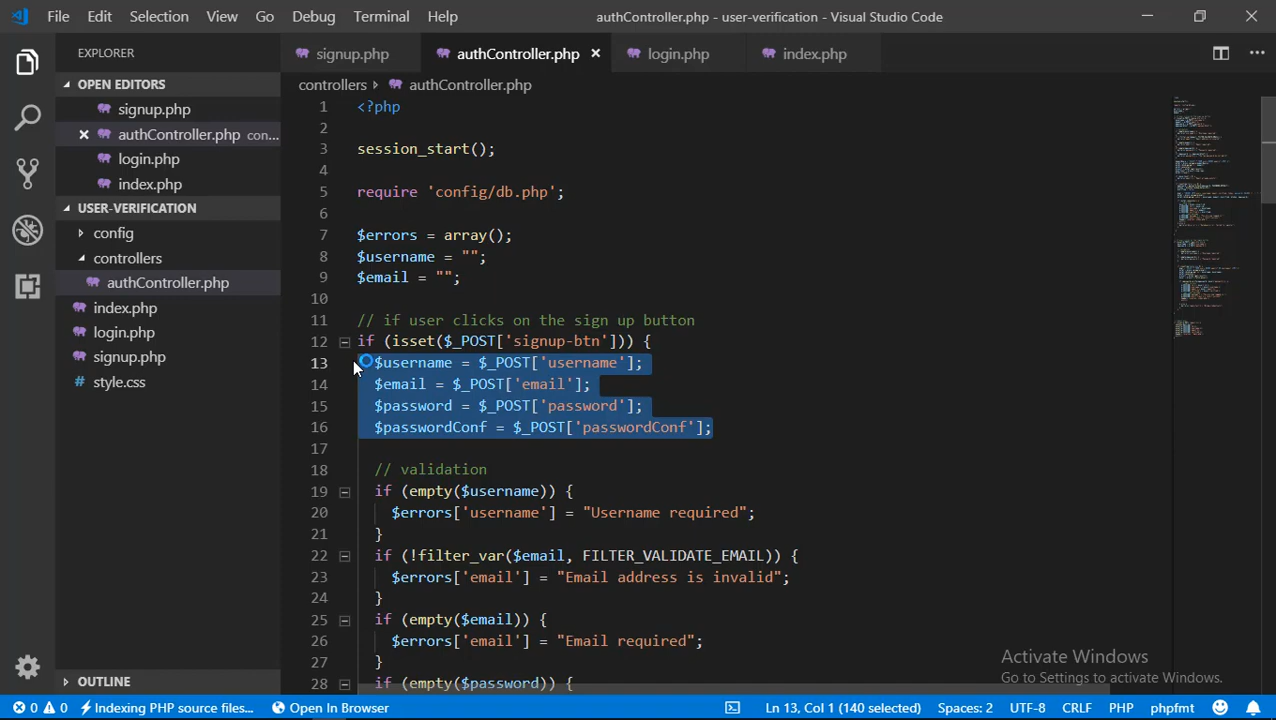 File Edit Selection View Go Debug Terminal Help authController.php - user-verification - Visual Studio Code
EXPLORER
signup.php authController.php login.php index.php
OPEN EDITORS
signup.php
authController.php con...
login.php
index.php
USER-VERIFICATION
config
controllers
authController.php
index.php
login.php
signup.php
style.css
OUTLINE
controllers authController.php
1 <?php
2
3 session_start();
4
5 require 'config/db.php';
6
7 $errors = array();
8 $username = "";
9 $email = "";
10
11 // if user clicks on the sign up button
12 if (isset($_POST['signup-btn'])) {
13 $username = $_POST['username'];
14 $email = $_POST['email'];
15 $password = $_POST['password'];
16 $passwordConf = $_POST['passwordConf'];
17
18 // validation
19 if (empty($username)) {
20 $errors['username'] = "Username required";
21 }
22 if (!filter_var($email, FILTER_VALIDATE_EMAIL)) {
23 $errors['email'] = "Email address is invalid";
24 }
25 if (empty($email)) {
26 $errors['email'] = "Email required";
27 }
28 if (empty($password)) {
Activate Windows
Go to Settings to activate Windows.
0 0 Indexing PHP source files... Open In Browser Ln 13, Col 1 (140 selected) Spaces: 2 UTF-8 CRLF PHP phpfmt